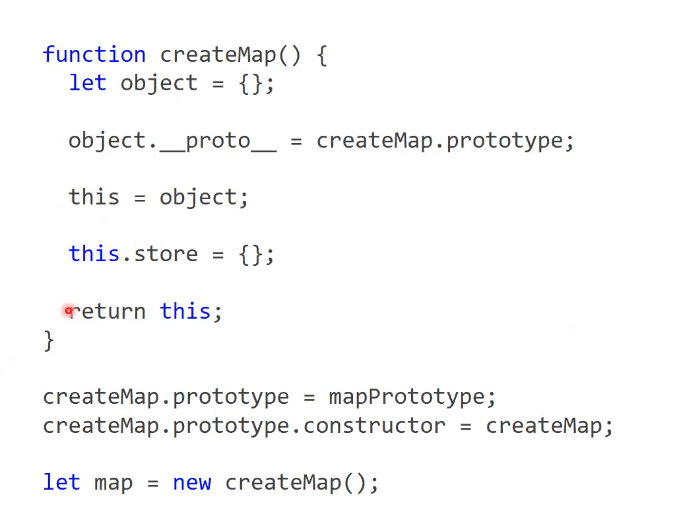 function createMap() {
let object = {};
object.__proto__ = createMap.prototype;
this = object;
this.store = {};
return this;
}
createMap.prototype = mapPrototype;
createMap.prototype.constructor = createMap;
let map = new createMap();